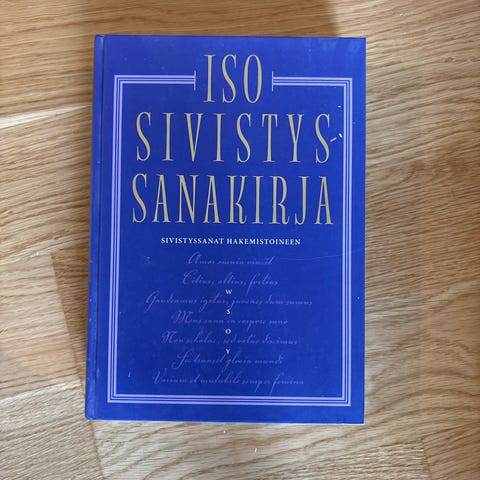 ISO
SIVISTYS-
SANAKIRJA
SIVISTYSSANAT HAKEMISTOINEEN
Amor omnia vincit
Citius, altius, fortius
Gaudeamus igitur, juvenes dum sumus
Mens sana in corpore sano
Non scholae, sed vitae discimus
Sic transit gloria mundi
Varium et mutabile semper femina
WSOY